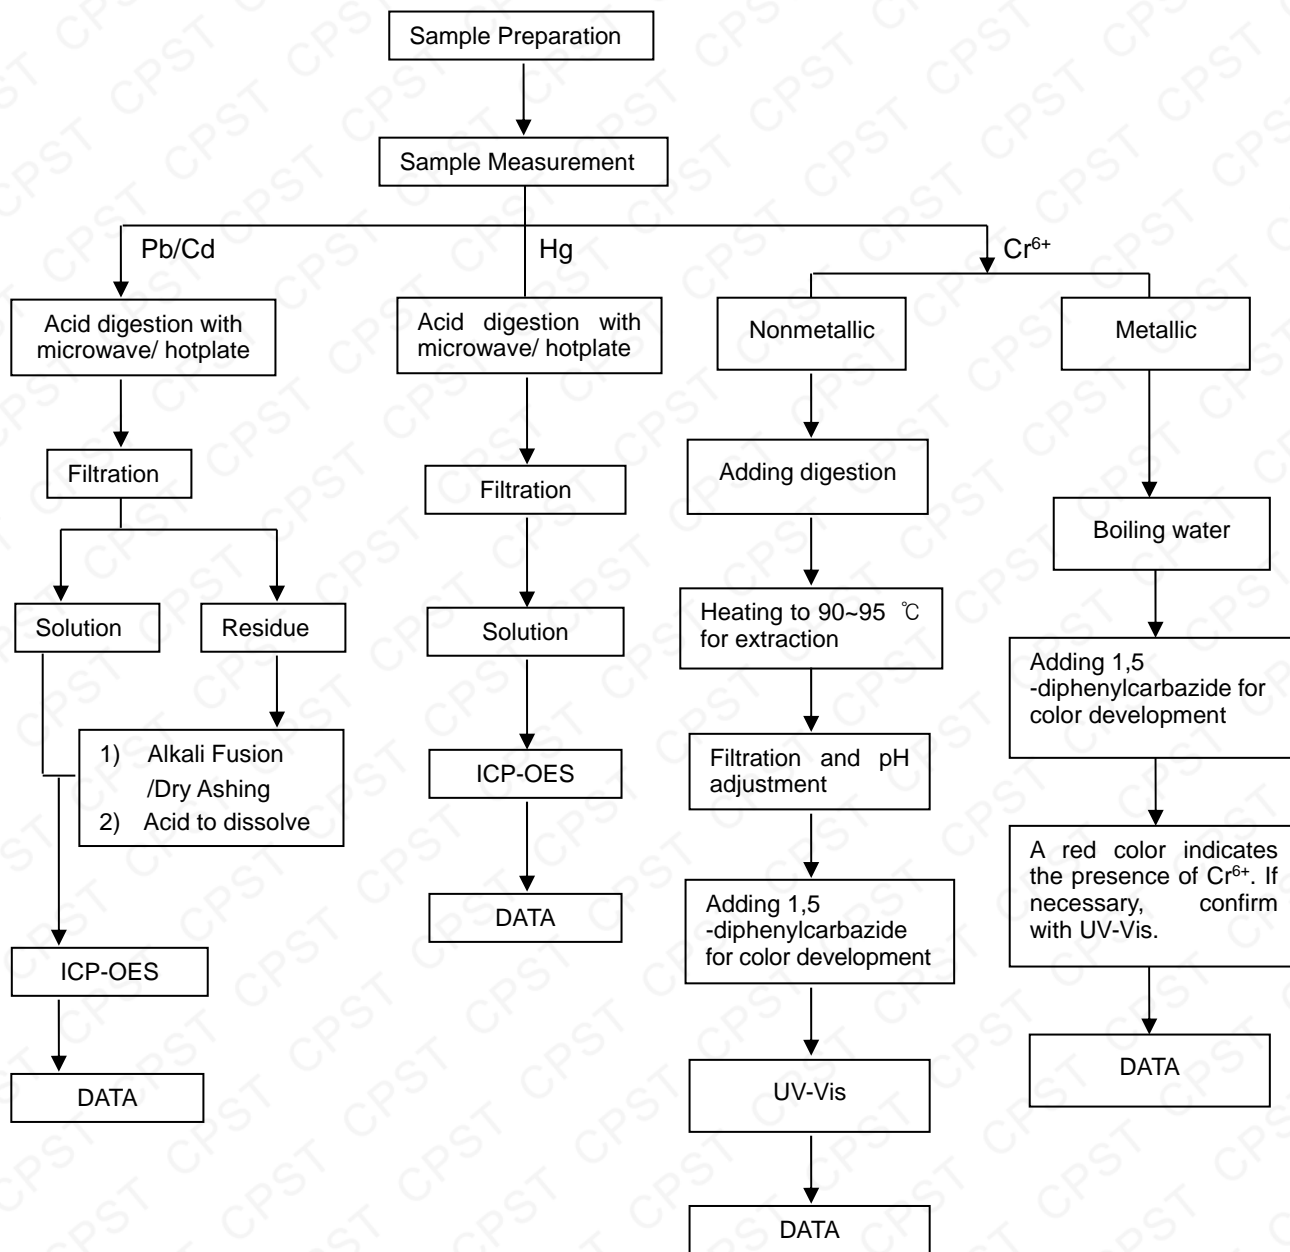 Sample Preparation
Sample Measurement
Pb/Cd
Hg
Cr⁶⁺
Acid digestion with
microwave/ hotplate
Filtration
Solution
Residue
1) Alkali Fusion
/Dry Ashing
2) Acid to dissolve
ICP-OES
DATA
Acid digestion with
microwave/ hotplate
Filtration
Solution
ICP-OES
DATA
Nonmetallic
Adding digestion
Heating to 90~95 ℃
for extraction
Filtration and pH
adjustment
Adding 1,5
-diphenylcarbazide
for color development
UV-Vis
DATA
Metallic
Boiling water
Adding 1,5
-diphenylcarbazide for
color development
A red color indicates
the presence of Cr⁶⁺. If
necessary, confirm
with UV-Vis.
DATA
CPST